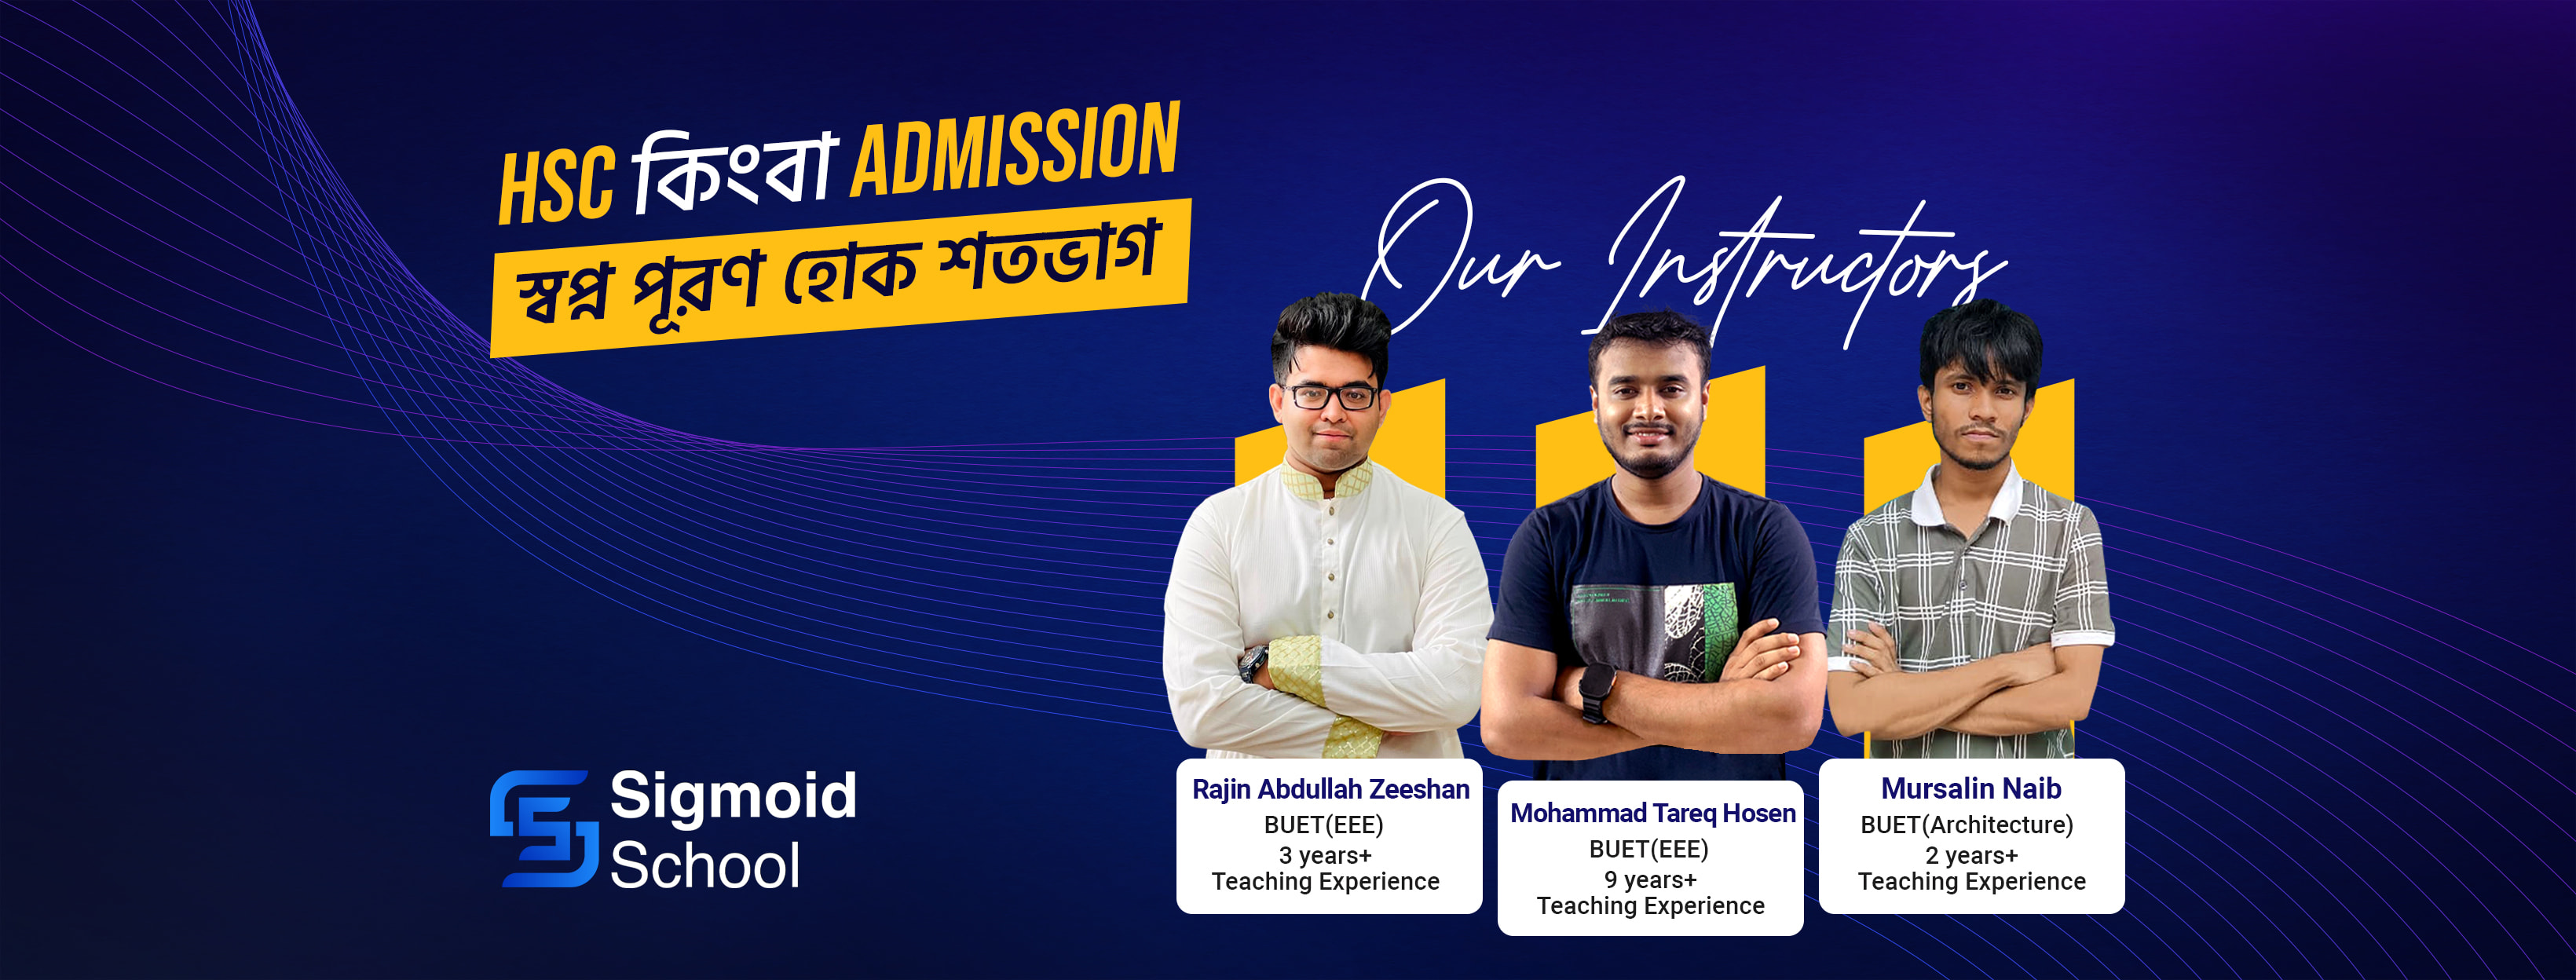 HSC কিংবা ADMISSION
স্বপ্ন পূরণ হোক শতভাগ
Our Instructors
Rajin Abdullah Zeeshan
BUET(EEE)
3 years+
Teaching Experience
Mohammad Tareq Hosen
BUET(EEE)
9 years+
Teaching Experience
Mursalin Naib
BUET(Architecture)
2 years+
Teaching Experience
Sigmoid
School